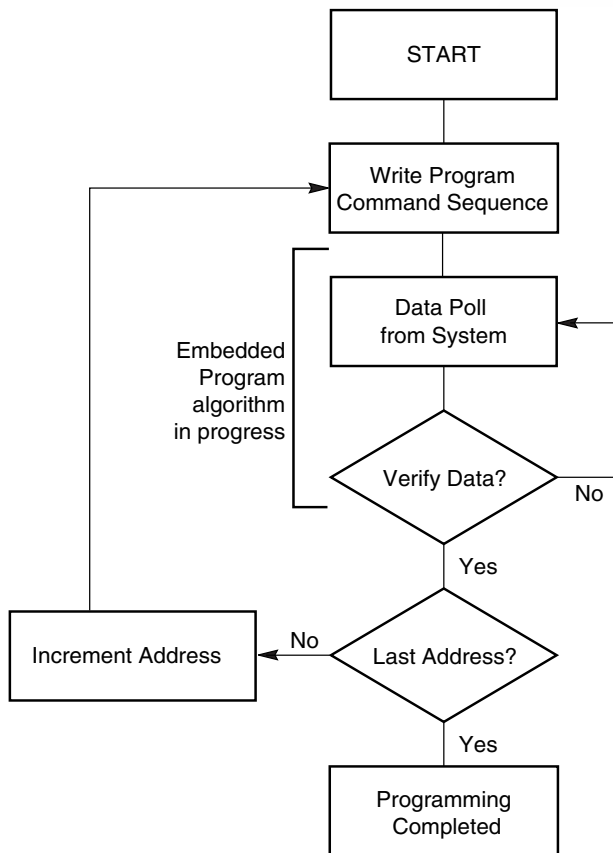 START
Write Program
Command Sequence
Data Poll
from System
Embedded
Program
algorithm
in progress
Verify Data?
No
Yes
Increment Address
No
Last Address?
Yes
Programming
Completed